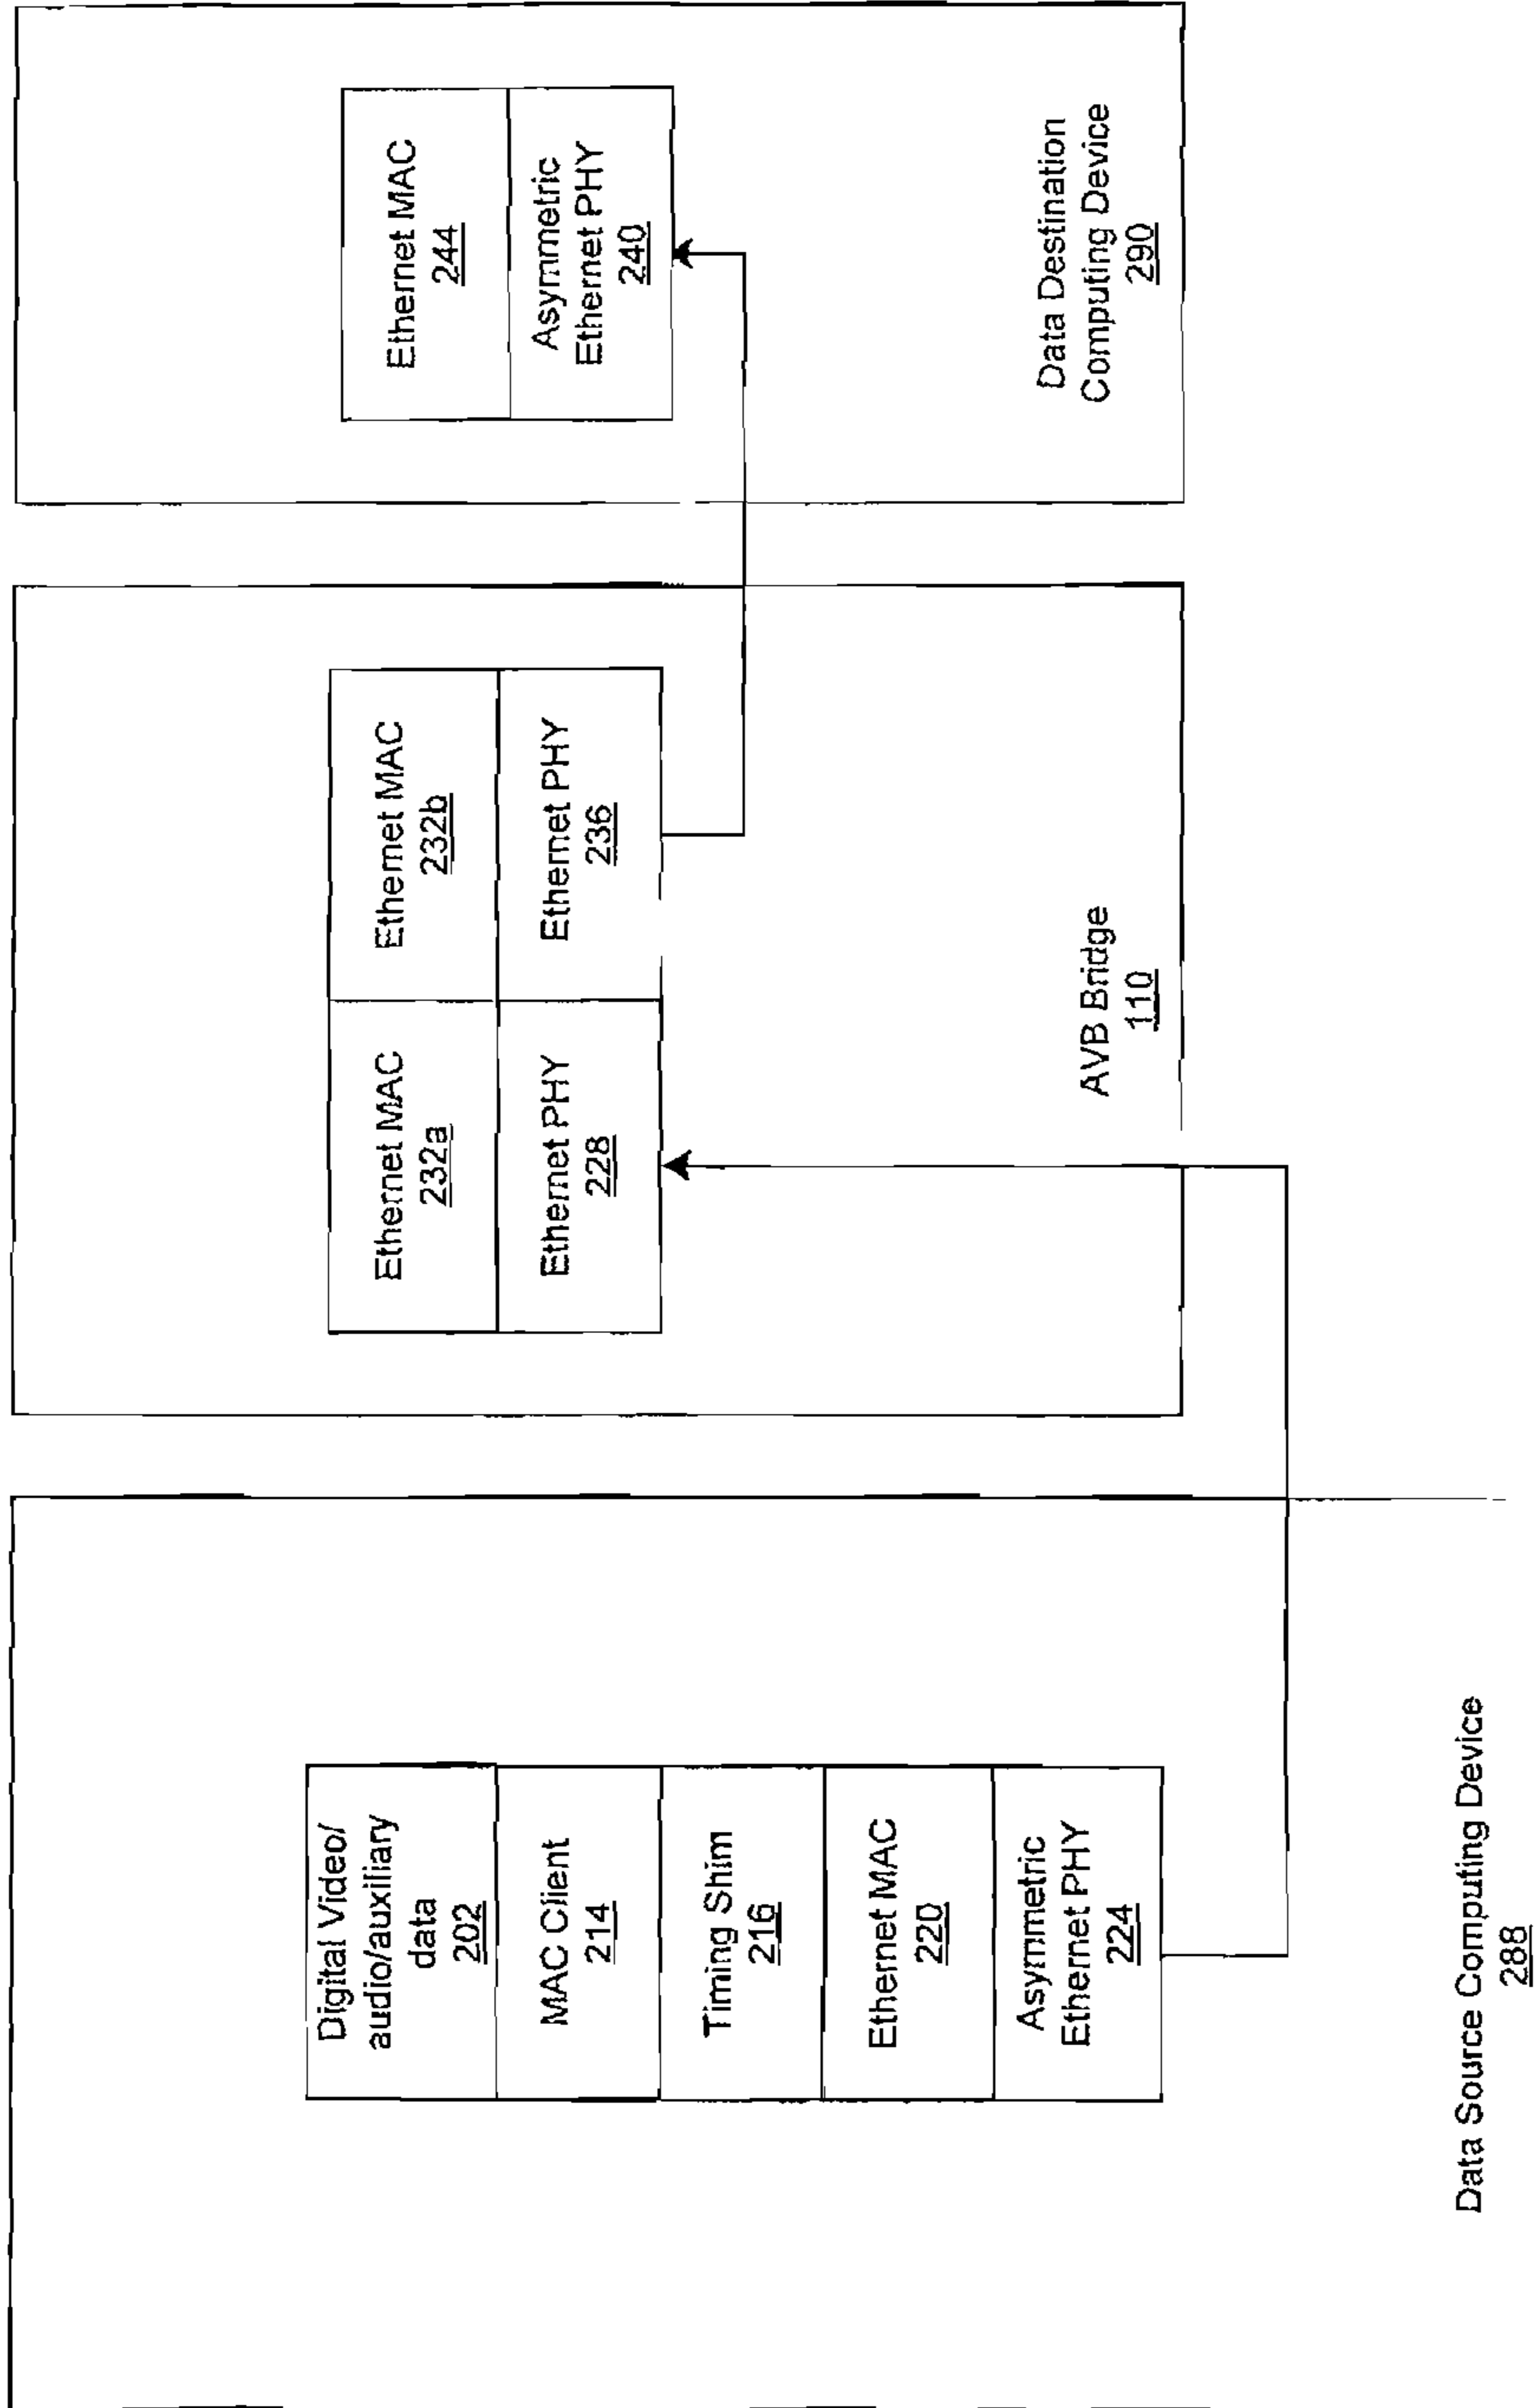 Digital Video/
audio/auxiliary
data
202
MAC Client
214
Timing Shim
216
Ethernet MAC
220
Asymmetric
Ethernet PHY
224
Data Source Computing Device
288
Ethernet MAC
232a
Ethernet MAC
232b
Ethernet PHY
228
Ethernet PHY
236
AVB Bridge
110
Ethernet MAC
244
Asymmetric
Ethernet PHY
240
Data Destination
Computing Device
290